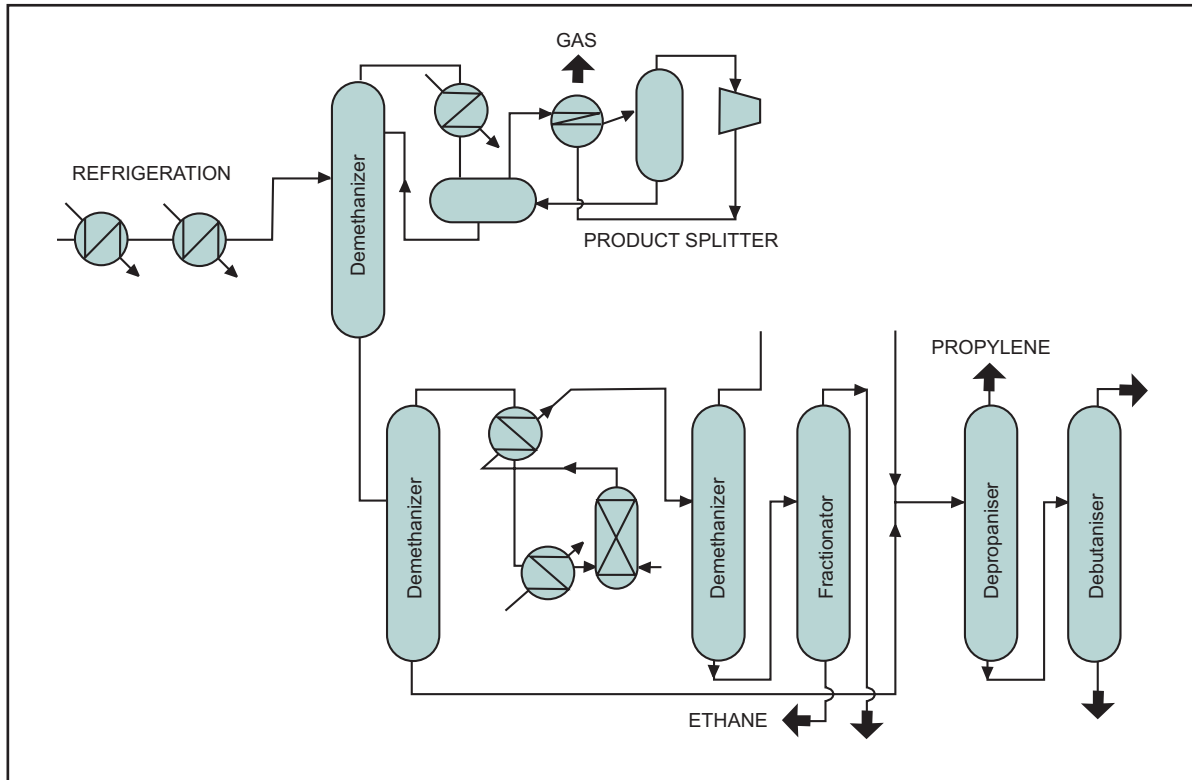 GAS
REFRIGERATION
Demethanizer
PRODUCT SPLITTER
PROPYLENE
Demethanizer
Demethanizer
Fractionator
Depropaniser
Debutaniser
ETHANE